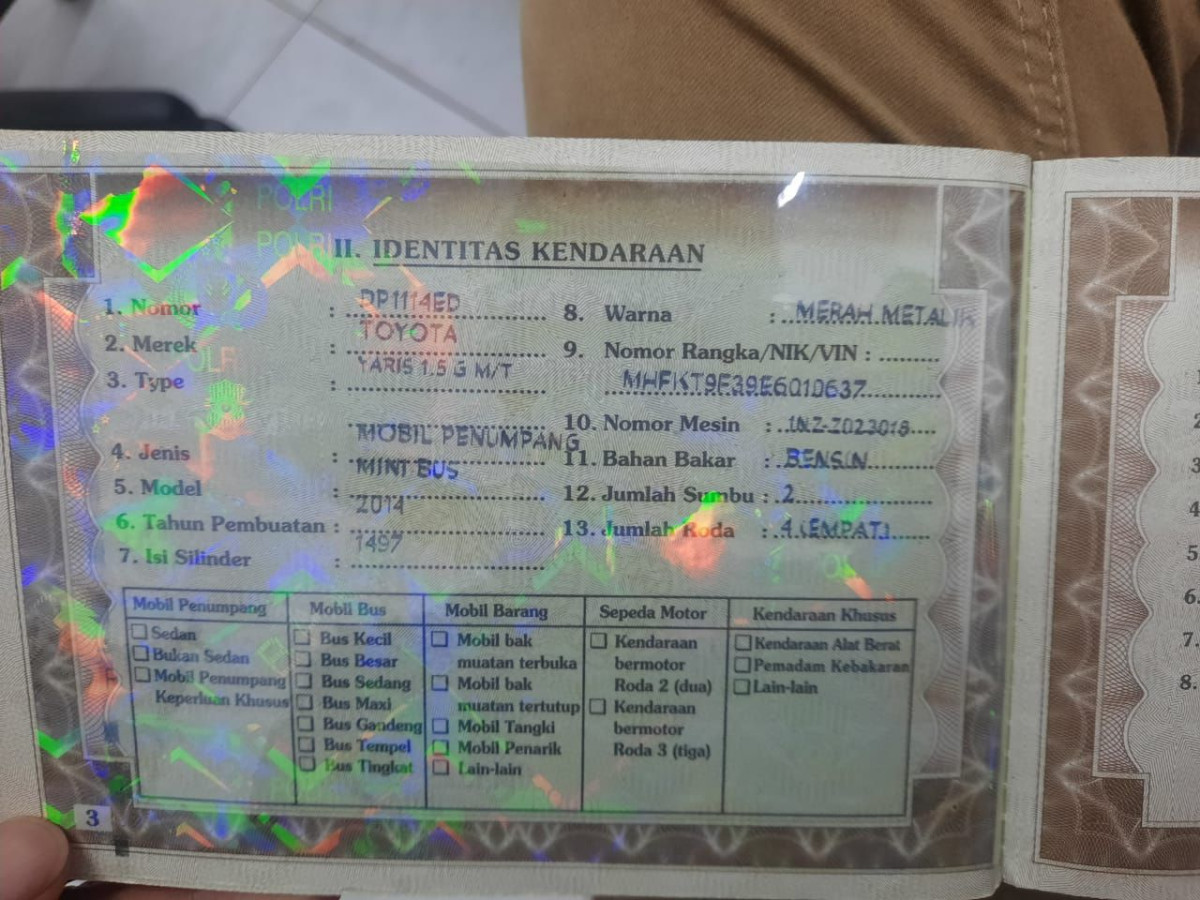 POLRI
POLRI
II. IDENTITAS KENDARAAN
1. Nomor : DP1114ED
2. Merek : TOYOTA
3. Type : YARIS 1.5 G M/T
4. Jenis : MOBIL PENUMPANG
5. Model : MINI BUS
6. Tahun Pembuatan : 2014
7. Isi Silinder : 1497
8. Warna : MERAH METALIK
9. Nomor Rangka/NIK/VIN :
MHFKT9F39E6010637
10. Nomor Mesin :
11. Bahan Bakar : BENSIN
12. Jumlah Sumbu : 2
13. Jumlah Roda : 4 (EMPAT)
Mobil Penumpang
Sedan
Bukan Sedan
Mobil Penumpang
Keperluan Khusus
Mobil Bus
Bus Kecil
Bus Besar
Bus Sedang
Bus Maxi
Bus Gandeng
Bus Tempel
Bus Tingkat
Mobil Barang
Mobil bak
muatan terbuka
Mobil bak
muatan tertutup
Mobil Tangki
Mobil Penarik
Lain-lain
Sepeda Motor
Kendaraan
bermotor
Roda 2 (dua)
Kendaraan
bermotor
Roda 3 (tiga)
Kendaraan Khusus
Kendaraan Alat Berat
Pemadam Kebakaran
Lain-lain
3
5.
6.
7.
8.